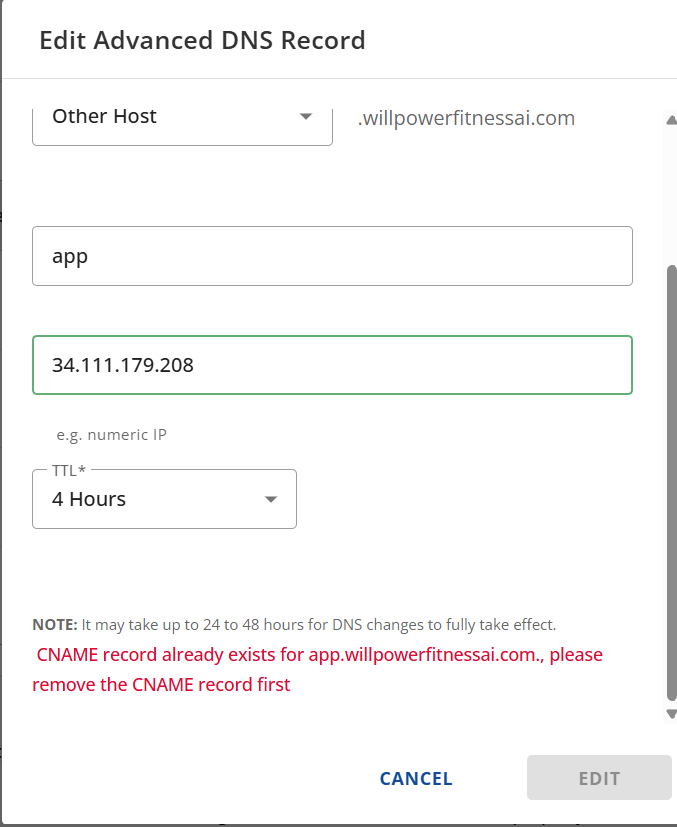 Edit Advanced DNS Record
Other Host
.willpowerfitnessai.com
app
34.111.179.208
e.g. numeric IP
TTL*
4 Hours
NOTE: It may take up to 24 to 48 hours for DNS changes to fully take effect.
CNAME record already exists for app.willpowerfitnessai.com., please
remove the CNAME record first
CANCEL
EDIT